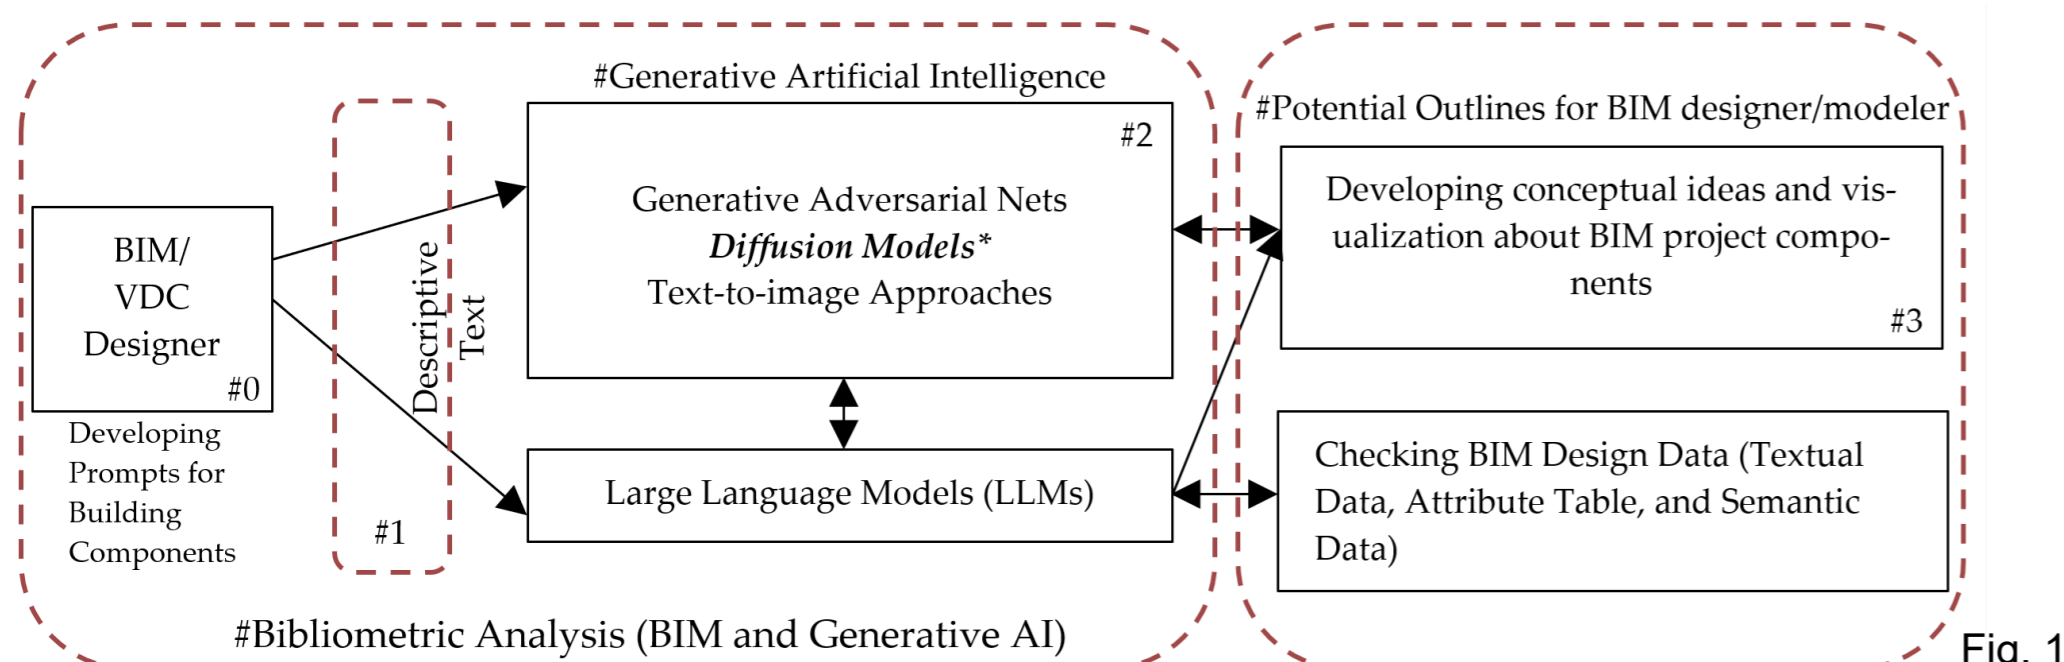 #Generative Artificial Intelligence
#Potential Outlines for BIM designer/modeler
BIM/
VDC
Designer
#0
Developing
Prompts for
Building
Components
Descriptive
Text
#1
#2
Generative Adversarial Nets
Diffusion Models*
Text-to-image Approaches
Large Language Models (LLMs)
Developing conceptual ideas and vis-
ualization about BIM project compo-
nents
#3
Checking BIM Design Data (Textual
Data, Attribute Table, and Semantic
Data)
#Bibliometric Analysis (BIM and Generative AI)
Fig. 1